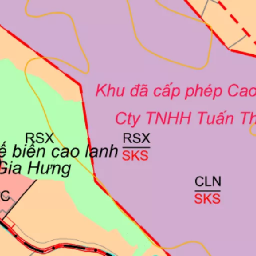 Khu đã cấp phép Cao
Cty TNHH Tuấn Th
RSX
RSX
SKS
ế biến cao lanh
Gia Hưng
CLN
SKS
C